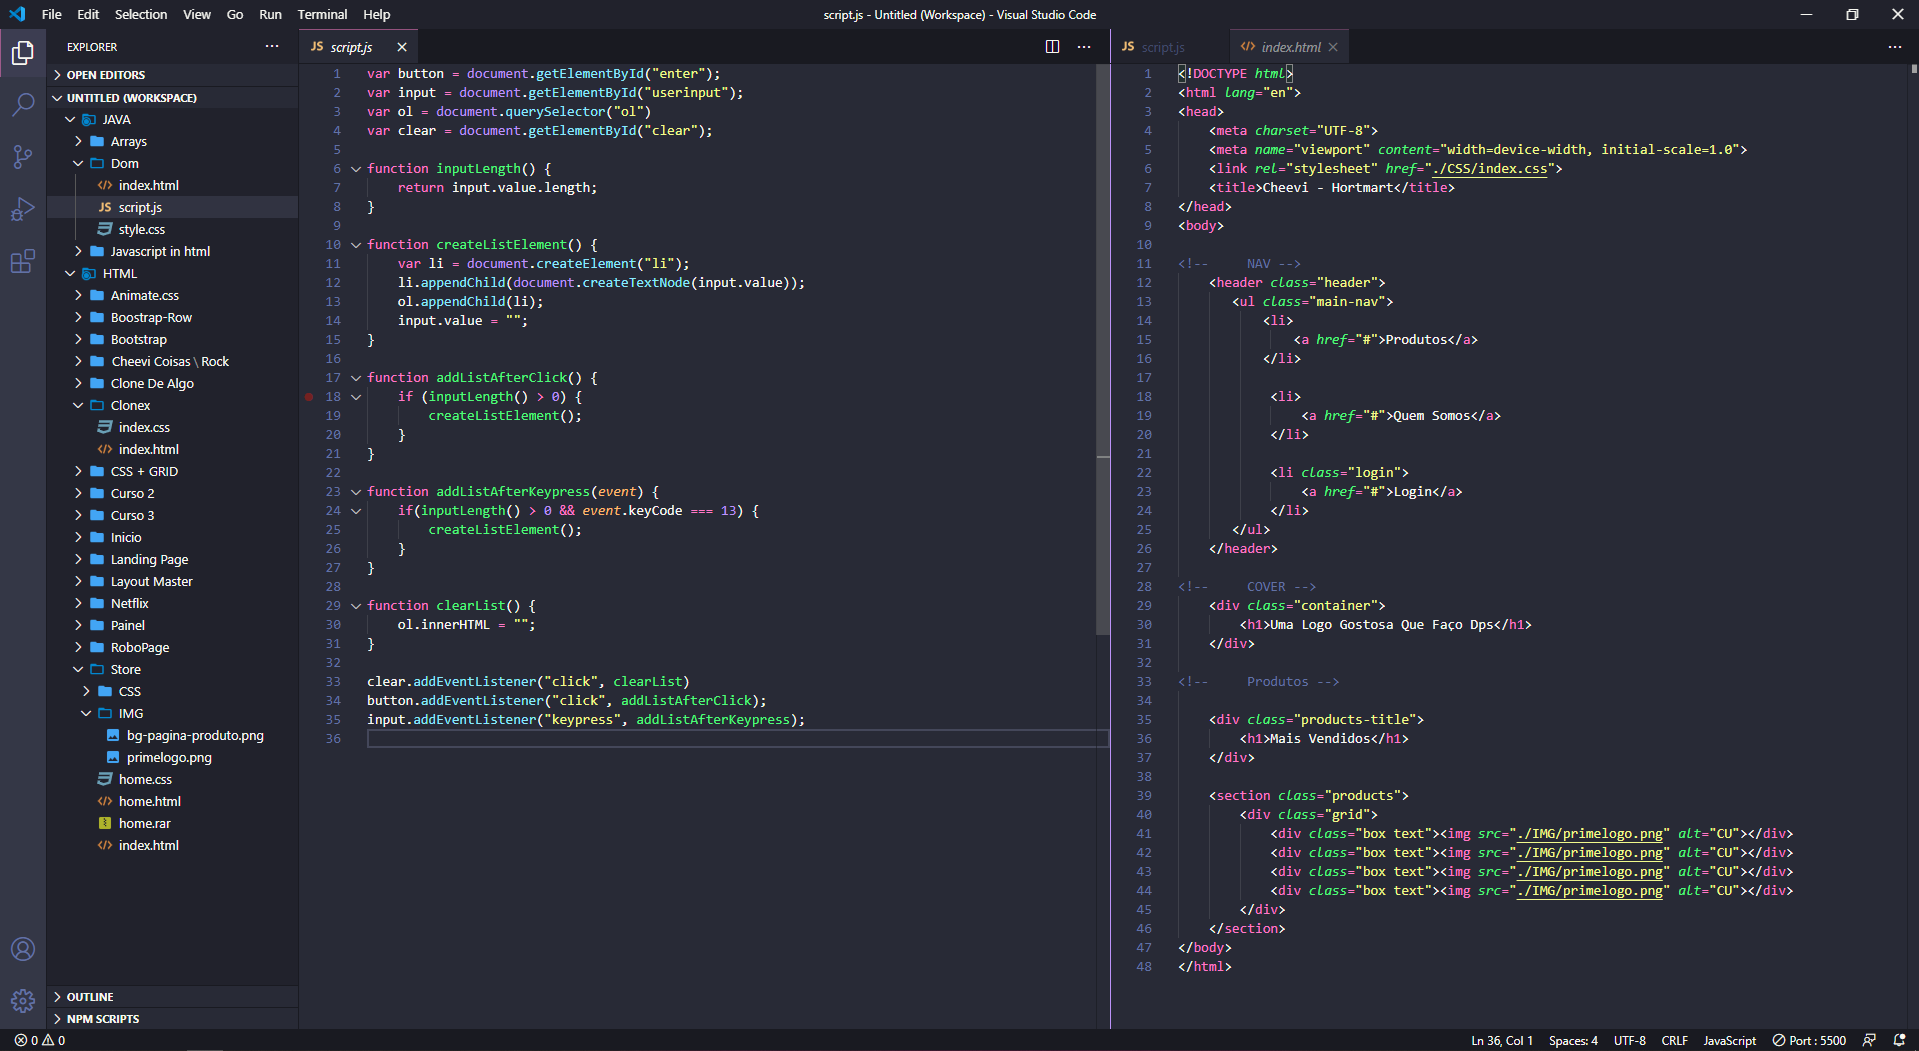 File Edit Selection View Go Run Terminal Help
script.js - Untitled (Workspace) - Visual Studio Code
EXPLORER
OPEN EDITORS
UNTITLED (WORKSPACE)
JAVA
Arrays
Dom
index.html
script.js
style.css
Javascript in html
HTML
Animate.css
Boostrap-Row
Bootstrap
Cheevi Coisas \ Rock
Clone De Algo
Clonex
index.css
index.html
CSS + GRID
Curso 2
Curso 3
Inicio
Landing Page
Layout Master
Netflix
Painel
RoboPage
Store
CSS
IMG
bg-pagina-produto.png
primelogo.png
home.css
home.html
home.rar
index.html
OUTLINE
NPM SCRIPTS
JS script.js
1 var button = document.getElementById("enter");
2 var input = document.getElementById("userinput");
3 var ol = document.querySelector("ol")
4 var clear = document.getElementById("clear");
5
6 function inputLength() {
7 return input.value.length;
8 }
9
10 function createListElement() {
11 var li = document.createElement("li");
12 li.appendChild(document.createTextNode(input.value));
13 ol.appendChild(li);
14 input.value = "";
15 }
16
17 function addListAfterClick() {
18 if (inputLength() > 0) {
19 createListElement();
20 }
21 }
22
23 function addListAfterKeypress(event) {
24 if(inputLength() > 0 && event.keyCode === 13) {
25 createListElement();
26 }
27 }
28
29 function clearList() {
30 ol.innerHTML = "";
31 }
32
33 clear.addEventListener("click", clearList)
34 button.addEventListener("click", addListAfterClick);
35 input.addEventListener("keypress", addListAfterKeypress);
36
JS script.js <> index.html
1 <!DOCTYPE html>
2 <html lang="en">
3 <head>
4 <meta charset="UTF-8">
5 <meta name="viewport" content="width=device-width, initial-scale=1.0">
6 <link rel="stylesheet" href="./CSS/index.css">
7 <title>Cheevi - Hortmart</title>
8 </head>
9 <body>
10
11 <!-- NAV -->
12 <header class="header">
13 <ul class="main-nav">
14 <li>
15 <a href="#">Produtos</a>
16 </li>
17
18 <li>
19 <a href="#">Quem Somos</a>
20 </li>
21
22 <li class="login">
23 <a href="#">Login</a>
24 </li>
25 </ul>
26 </header>
27
28 <!-- COVER -->
29 <div class="container">
30 <h1>Uma Logo Gostosa Que Faço Dps</h1>
31 </div>
32
33 <!-- Produtos -->
34
35 <div class="products-title">
36 <h1>Mais Vendidos</h1>
37 </div>
38
39 <section class="products">
40 <div class="grid">
41 <div class="box text"><img src="./IMG/primelogo.png" alt="CU"></div>
42 <div class="box text"><img src="./IMG/primelogo.png" alt="CU"></div>
43 <div class="box text"><img src="./IMG/primelogo.png" alt="CU"></div>
44 <div class="box text"><img src="./IMG/primelogo.png" alt="CU"></div>
45 </div>
46 </section>
47 </body>
48 </html>
0 0
Ln 36, Col 1 Spaces: 4 UTF-8 CRLF JavaScript Port : 5500